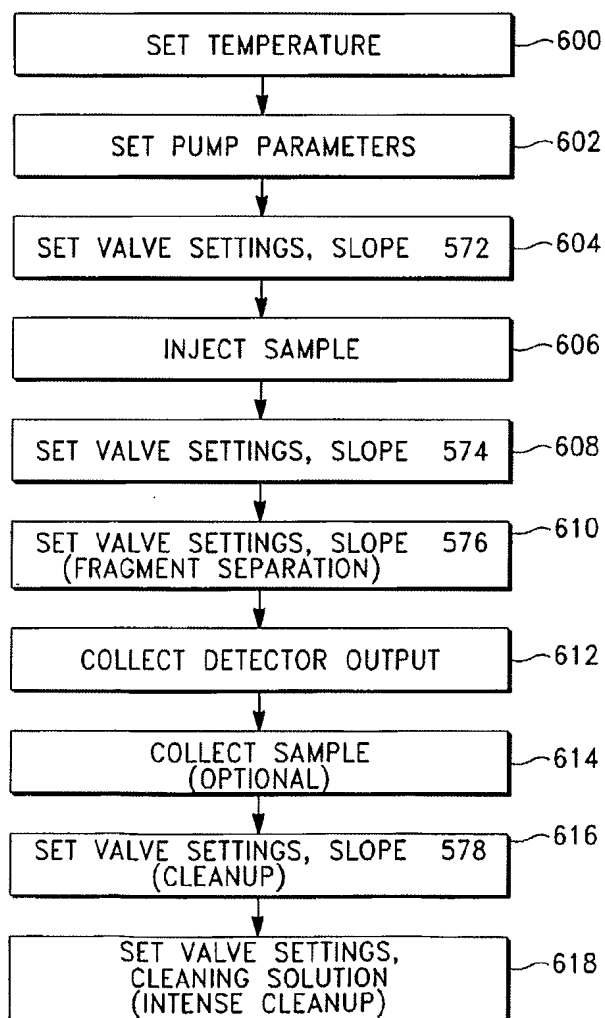 SET TEMPERATURE 600
SET PUMP PARAMETERS 602
SET VALVE SETTINGS, SLOPE 572 604
INJECT SAMPLE 606
SET VALVE SETTINGS, SLOPE 574 608
SET VALVE SETTINGS, SLOPE 576 610
(FRAGMENT SEPARATION)
COLLECT DETECTOR OUTPUT 612
COLLECT SAMPLE 614
(OPTIONAL)
SET VALVE SETTINGS, SLOPE 578 616
(CLEANUP)
SET VALVE SETTINGS,
CLEANING SOLUTION 618
(INTENSE CLEANUP)